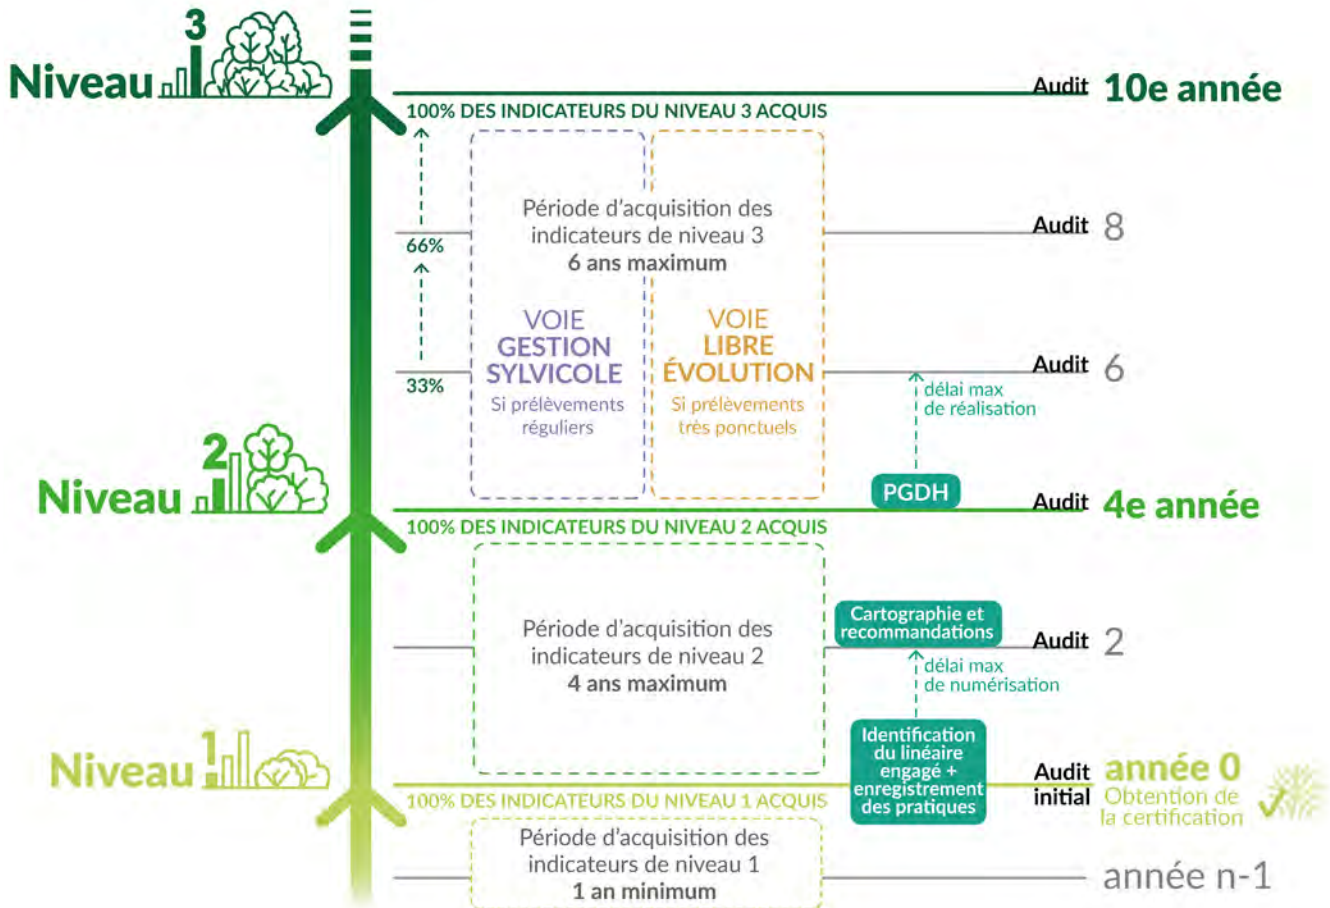 3
Niveau
Audit 10e année
100% DES INDICATEURS DU NIVEAU 3 ACQUIS
Période d'acquisition des
indicateurs de niveau 3
6 ans maximum
66%
Audit 8
VOIE
GESTION
SYLVICOLE
Si prélèvements
réguliers
VOIE
LIBRE
ÉVOLUTION
Si prélèvements
très ponctuels
33%
Audit 6
délai max
de réalisation
PGDH
2
Niveau
Audit 4e année
100% DES INDICATEURS DU NIVEAU 2 ACQUIS
Période d'acquisition des
indicateurs de niveau 2
4 ans maximum
Cartographie et
recommandations
Audit 2
délai max
de numérisation
Identification
du linéaire
engagé +
enregistrement
des pratiques
1
Niveau
Audit
initial
année 0
Obtention de
la certification
100% DES INDICATEURS DU NIVEAU 1 ACQUIS
Période d'acquisition des
indicateurs de niveau 1
1 an minimum
année n-1